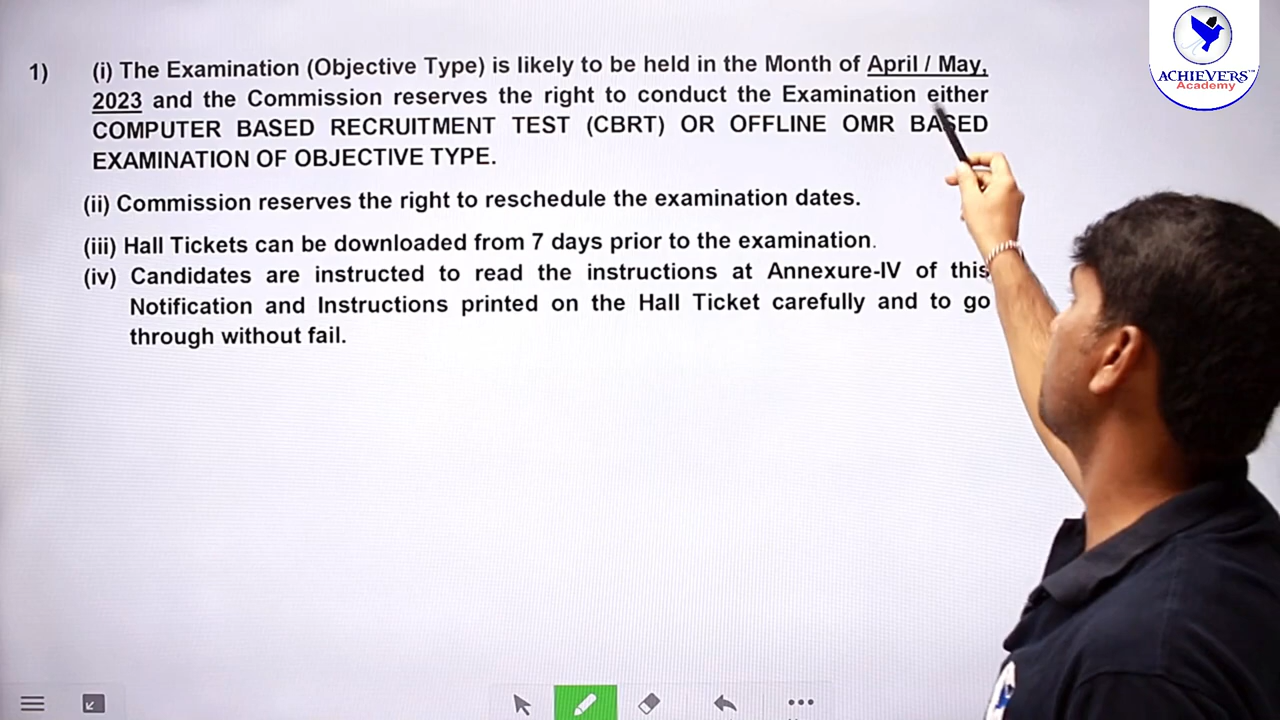 1) (i) The Examination (Objective Type) is likely to be held in the Month of April / May,
2023 and the Commission reserves the right to conduct the Examination either
COMPUTER BASED RECRUITMENT TEST (CBRT) OR OFFLINE OMR BASED
EXAMINATION OF OBJECTIVE TYPE.
(ii) Commission reserves the right to reschedule the examination dates.
(iii) Hall Tickets can be downloaded from 7 days prior to the examination.
(iv) Candidates are instructed to read the instructions at Annexure-IV of this
Notification and Instructions printed on the Hall Ticket carefully and to go
through without fail.
ACHIEVERS™
Academy